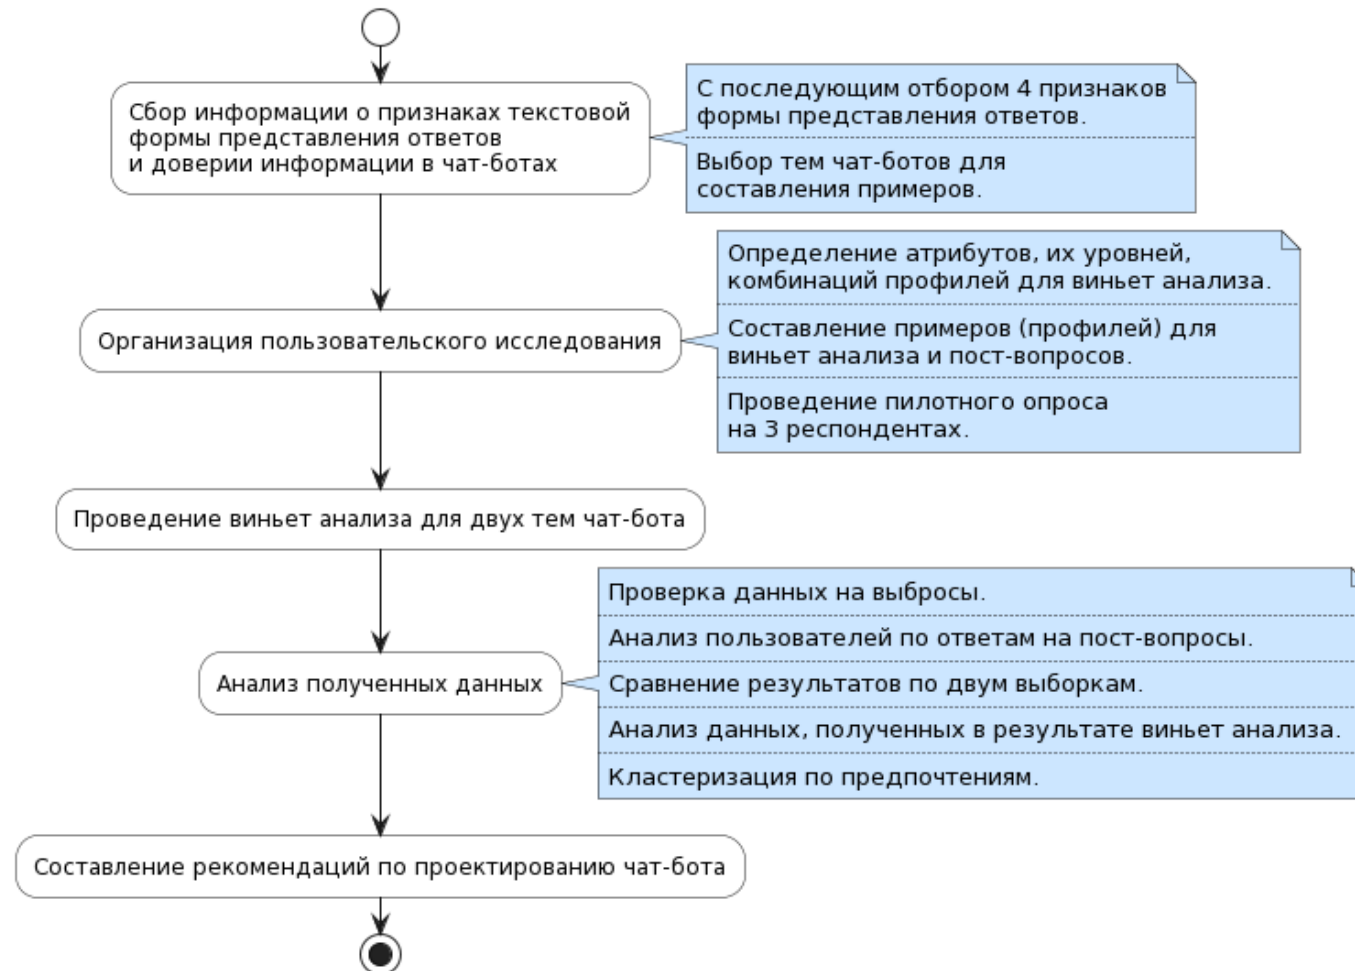 Сбор информации о признаках текстовой
формы представления ответов
и доверии информации в чат-ботах
С последующим отбором 4 признаков
формы представления ответов.
Выбор тем чат-ботов для
составления примеров.
Организация пользовательского исследования
Определение атрибутов, их уровней,
комбинаций профилей для виньет анализа.
Составление примеров (профилей) для
виньет анализа и пост-вопросов.
Проведение пилотного опроса
на 3 респондентах.
Проведение виньет анализа для двух тем чат-бота
Анализ полученных данных
Проверка данных на выбросы.
Анализ пользователей по ответам на пост-вопросы.
Сравнение результатов по двум выборкам.
Анализ данных, полученных в результате виньет анализа.
Кластеризация по предпочтениям.
Составление рекомендаций по проектированию чат-бота